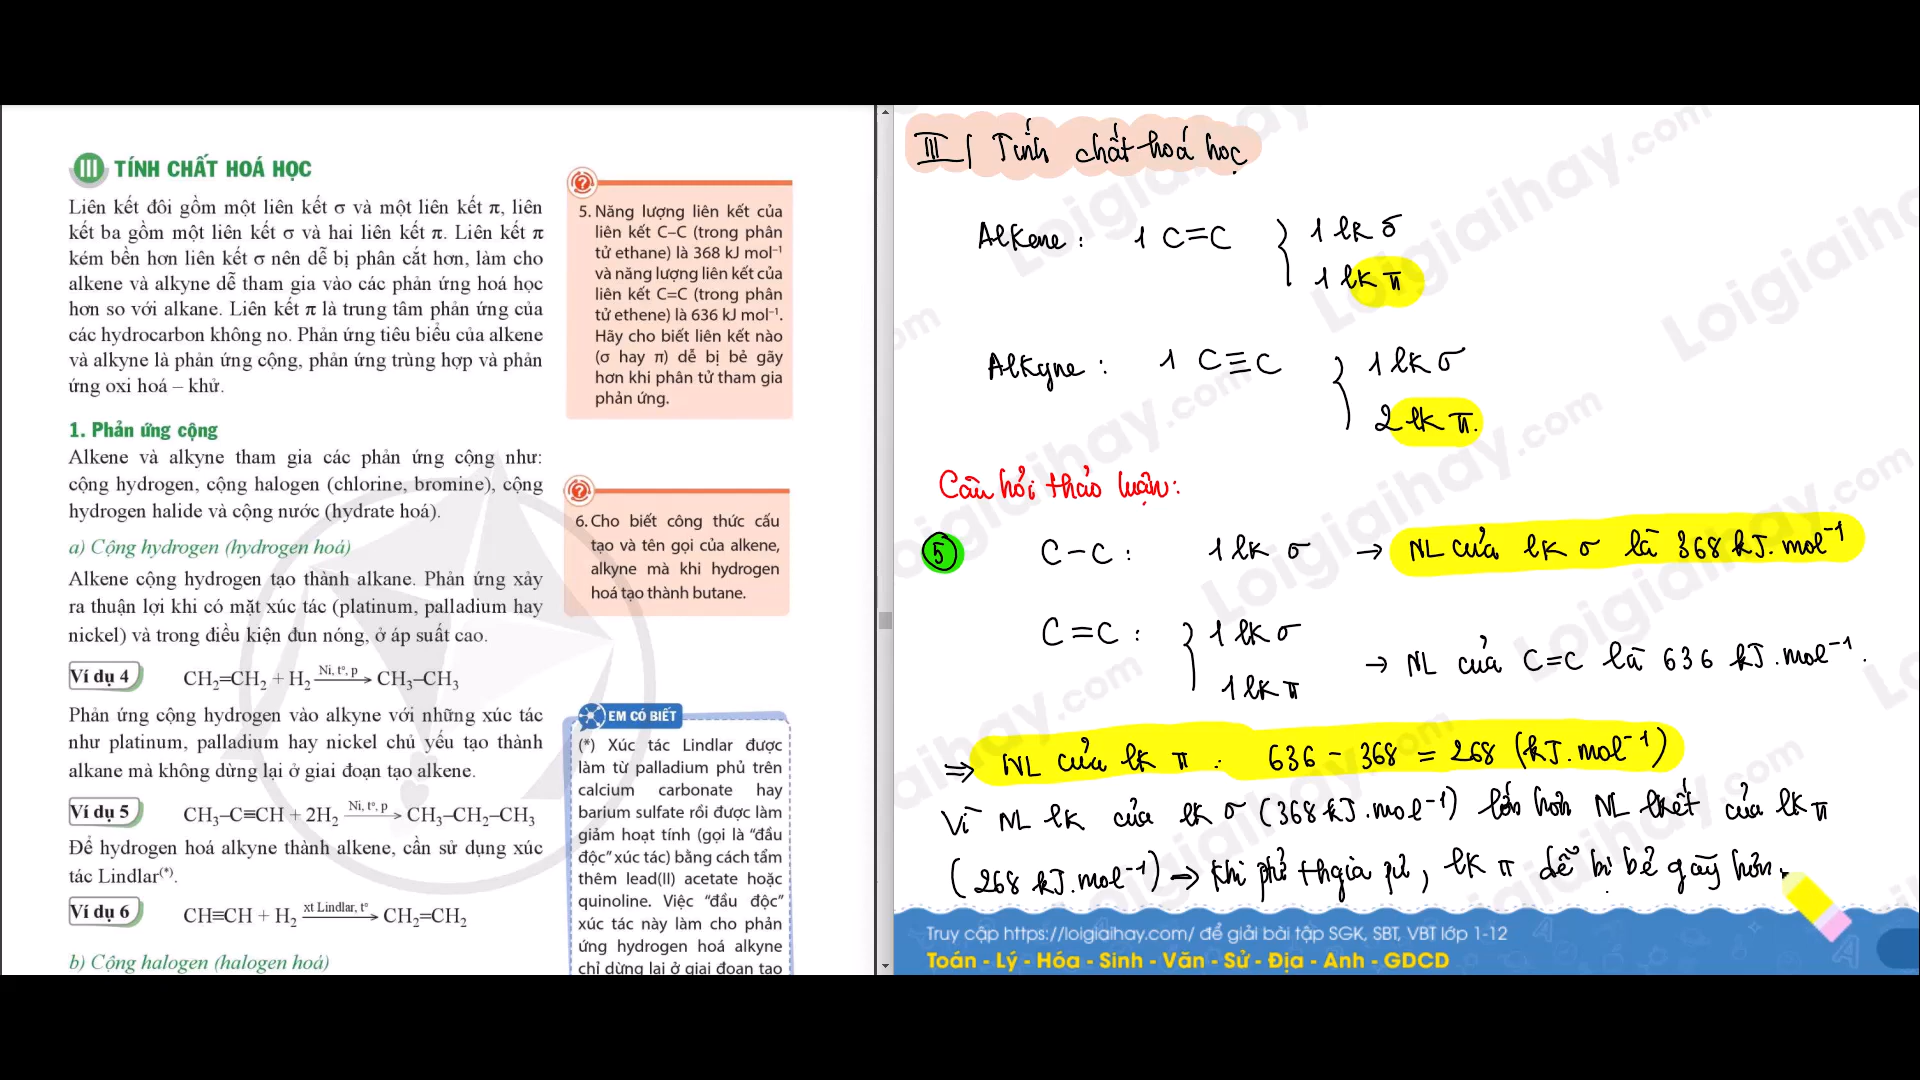 III TÍNH CHẤT HOÁ HỌC
Liên kết đôi gồm một liên kết σ và một liên kết π, liên
kết ba gồm một liên kết σ và hai liên kết π. Liên kết π
kém bền hơn liên kết σ nên dễ bị phân cắt hơn, làm cho
alkene và alkyne dễ tham gia vào các phản ứng hoá học
hơn so với alkane. Liên kết π là trung tâm phản ứng của
các hydrocarbon không no. Phản ứng tiêu biểu của alkene
và alkyne là phản ứng cộng, phản ứng trùng hợp và phản
ứng oxi hoá – khử.
1. Phản ứng cộng
Alkene và alkyne tham gia các phản ứng cộng như:
cộng hydrogen, cộng halogen (chlorine, bromine), cộng
hydrogen halide và cộng nước (hydrate hoá).
a) Cộng hydrogen (hydrogen hoá)
Alkene cộng hydrogen tạo thành alkane. Phản ứng xảy
ra thuận lợi khi có mặt xúc tác (platinum, palladium hay
nickel) và trong điều kiện đun nóng, ở áp suất cao.
Ví dụ 4 CH₂=CH₂ + H₂ —Ni, t°, p→ CH₃–CH₃
Phản ứng cộng hydrogen vào alkyne với những xúc tác
như platinum, palladium hay nickel chủ yếu tạo thành
alkane mà không dừng lại ở giai đoạn tạo alkene.
Ví dụ 5 CH₃–C≡CH + 2H₂ —Ni, t°, p→ CH₃–CH₂–CH₃
Để hydrogen hoá alkyne thành alkene, cần sử dụng xúc
tác Lindlar(*).
Ví dụ 6 CH≡CH + H₂ —xt Lindlar, t°→ CH₂=CH₂
b) Cộng halogen (halogen hoá)
5. Năng lượng liên kết của
liên kết C–C (trong phân
tử ethane) là 368 kJ mol⁻¹
và năng lượng liên kết của
liên kết C=C (trong phân
tử ethene) là 636 kJ mol⁻¹.
Hãy cho biết liên kết nào
(σ hay π) dễ bị bẻ gãy
hơn khi phân tử tham gia
phản ứng.
6. Cho biết công thức cấu
tạo và tên gọi của alkene,
alkyne mà khi hydrogen
hoá tạo thành butane.
EM CÓ BIẾT
(*) Xúc tác Lindlar được
làm từ palladium phủ trên
calcium carbonate hay
barium sulfate rồi được làm
giảm hoạt tính (gọi là “đầu
độc” xúc tác) bằng cách tẩm
thêm lead(II) acetate hoặc
quinoline. Việc “đầu độc”
xúc tác này làm cho phản
ứng hydrogen hoá alkyne
chỉ dừng lại ở giai đoạn tạo
III | Tính chất hoá học
Alkene : 1 C=C { 1 lk σ
1 lk π
Alkyne : 1 C≡C { 1 lk σ
2 lk π.
Câu hỏi thảo luận:
5 C-C : 1 lk σ → NL của lk σ là 368 kJ.mol⁻¹
C=C : { 1 lk σ
1 lk π → NL của C=C là 636 kJ.mol⁻¹.
⇒ NL của lk π : 636 - 368 = 268 (kJ.mol⁻¹)
Vì NL lk của lk σ (368 kJ.mol⁻¹) lớn hơn NL lkết của lk π
(268 kJ.mol⁻¹) → khi phtử thgia pứ, lk π dễ bị bẻ gãy hơn.
Truy cập https://loigiaihay.com/ để giải bài tập SGK, SBT, VBT lớp 1-12
Toán - Lý - Hóa - Sinh - Văn - Sử - Địa - Anh - GDCD
Loigiaihay.com